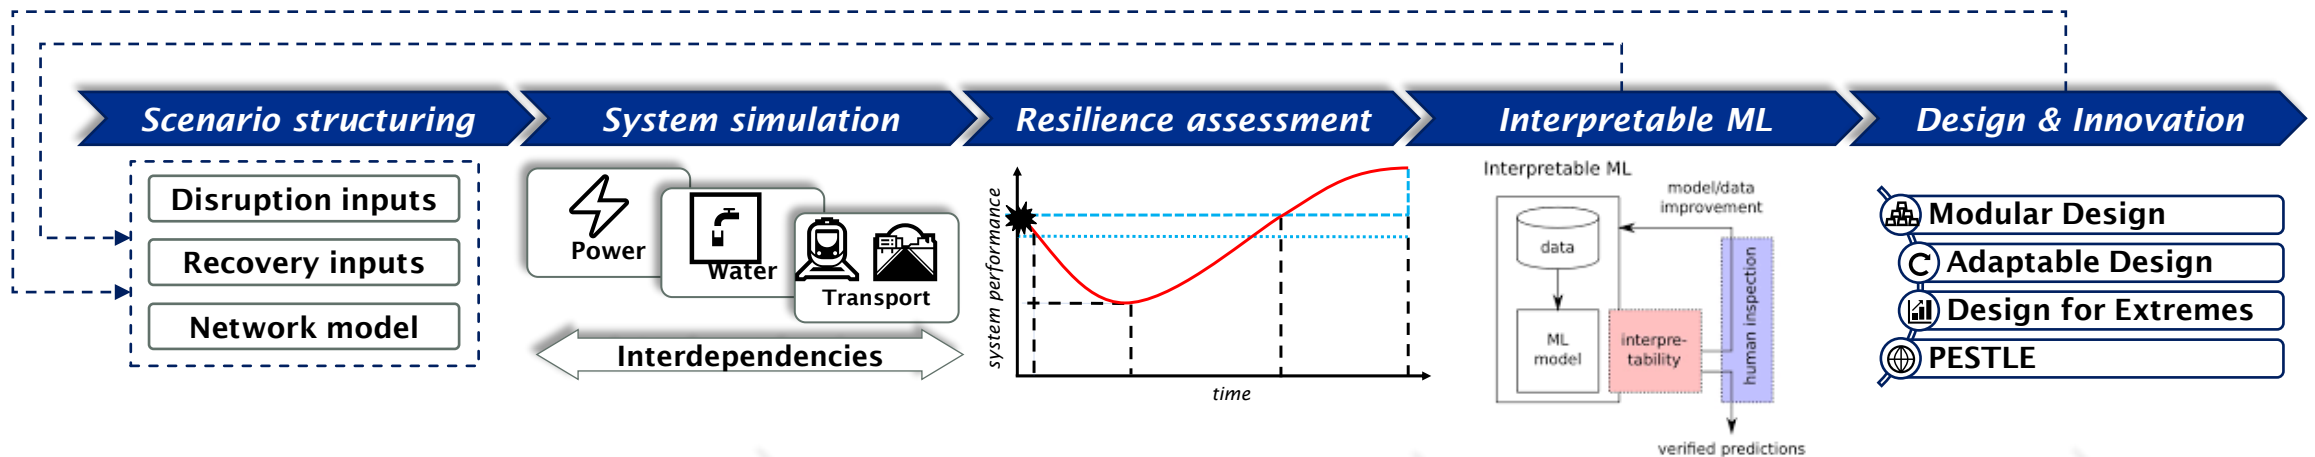 Scenario structuring
System simulation
Resilience assessment
Interpretable ML
Design & Innovation
Disruption inputs
Recovery inputs
Network model
Power
Water
Transport
Interdependencies
system performance
time
Interpretable ML
model/data
improvement
data
ML
model
interpre-
tability
human inspection
verified predictions
Modular Design
Adaptable Design
Design for Extremes
PESTLE